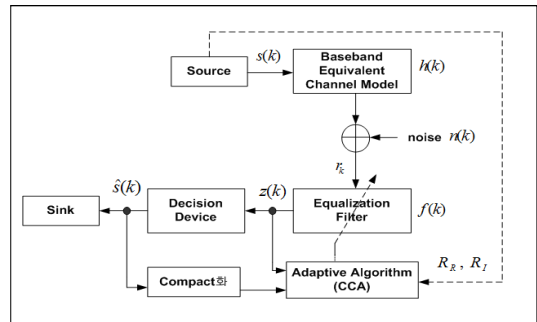 s(k)
Source
Baseband
Equivalent
Channel Model
h(k)
noise n(k)
r_k
ŝ(k)
z(k)
Sink
Decision
Device
Equalization
Filter
f(k)
Compact화
Adaptive Algorithm
(CCA)
R_R , R_I